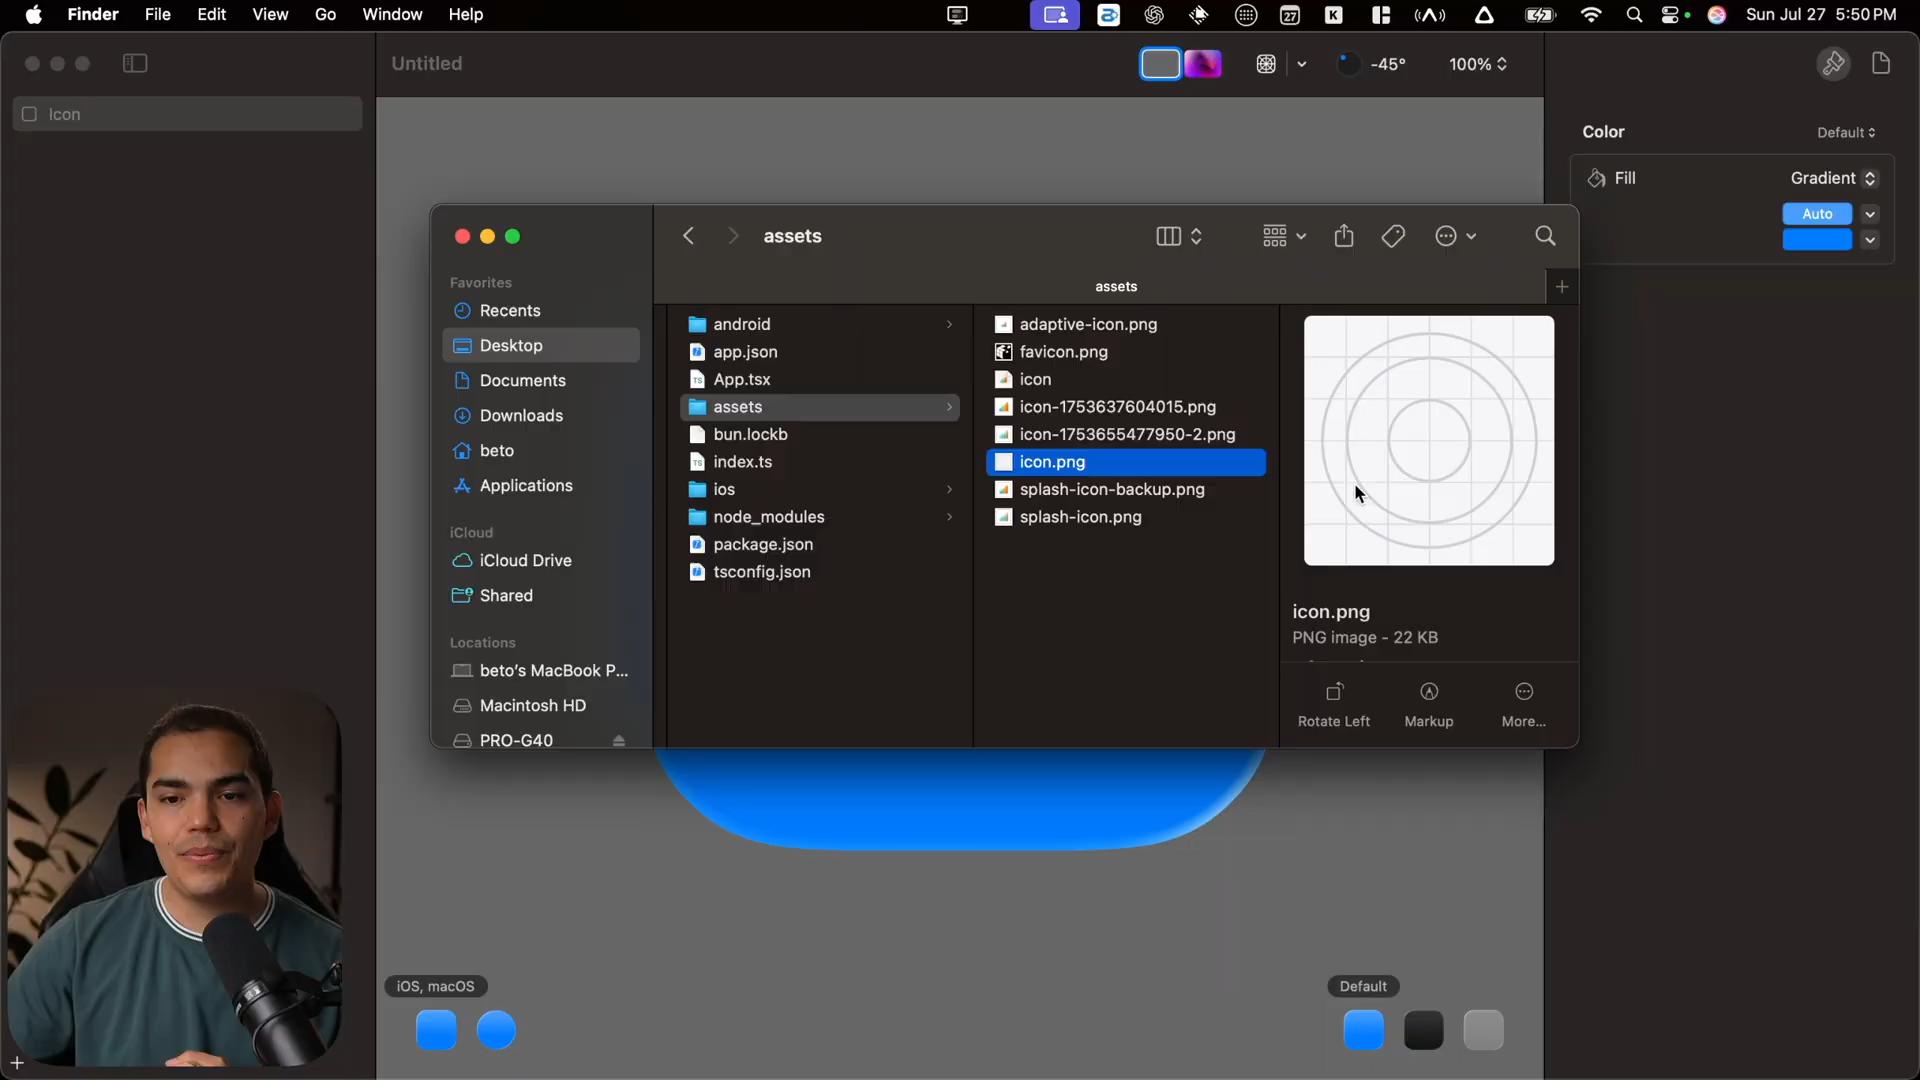 Finder File Edit View Go Window Help
27 K Sun Jul 27 5:50 PM
Untitled
-45° 100%
Icon
Color Default
Fill Gradient
Auto
assets
assets
Favorites
Recents
Desktop
Documents
Downloads
beto
Applications
iCloud
iCloud Drive
Shared
Locations
beto's MacBook P...
Macintosh HD
PRO-G40
android
app.json
TS App.tsx
assets
bun.lockb
TS index.ts
ios
node_modules
package.json
tsconfig.json
adaptive-icon.png
favicon.png
icon
icon-1753637604015.png
icon-1753655477950-2.png
icon.png
splash-icon-backup.png
splash-icon.png
icon.png
PNG image - 22 KB
Rotate Left Markup More...
iOS, macOS
Default